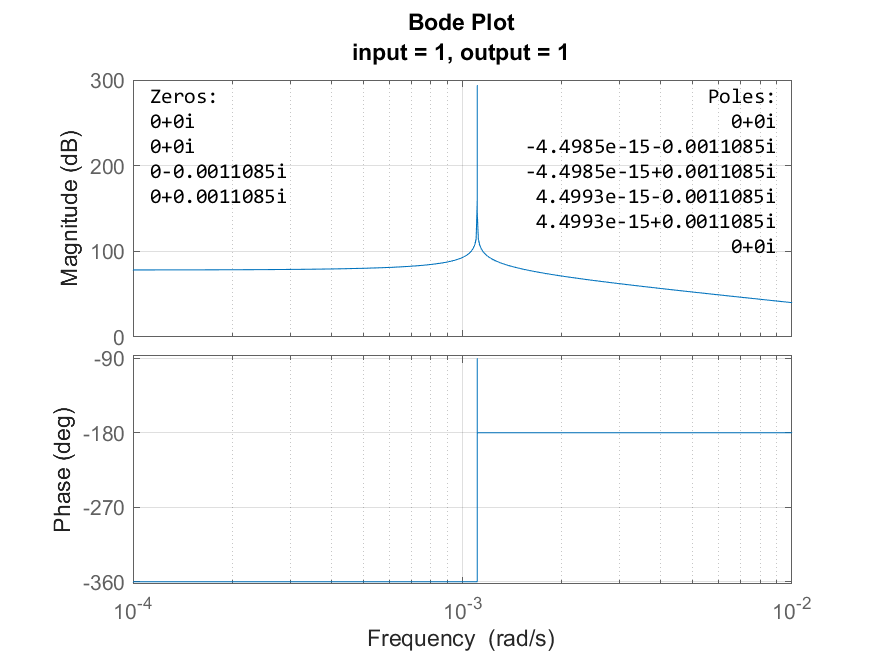 Bode Plot
input = 1, output = 1
Magnitude (dB)
300
200
100
0
Zeros:
0+0i
0+0i
0-0.0011085i
0+0.0011085i
Poles:
0+0i
-4.4985e-15-0.0011085i
-4.4985e-15+0.0011085i
4.4993e-15-0.0011085i
4.4993e-15+0.0011085i
0+0i
Phase (deg)
-90
-180
-270
-360
10-4
10-3
10-2
Frequency (rad/s)